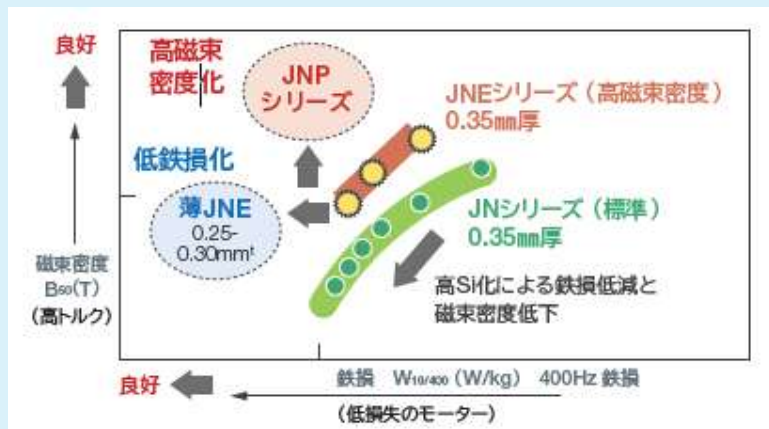 良好
高磁束
密度化
JNP
シリーズ
JNEシリーズ（高磁束密度）
0.35mm厚
低鉄損化
薄JNE
0.25-
0.30mmt
JNシリーズ（標準）
0.35mm厚
磁束密度
B50(T)
(高トルク)
高Si化による鉄損低減と
磁束密度低下
良好
鉄損 W10/400 (W/kg) 400Hz 鉄損
(低損失のモーター)